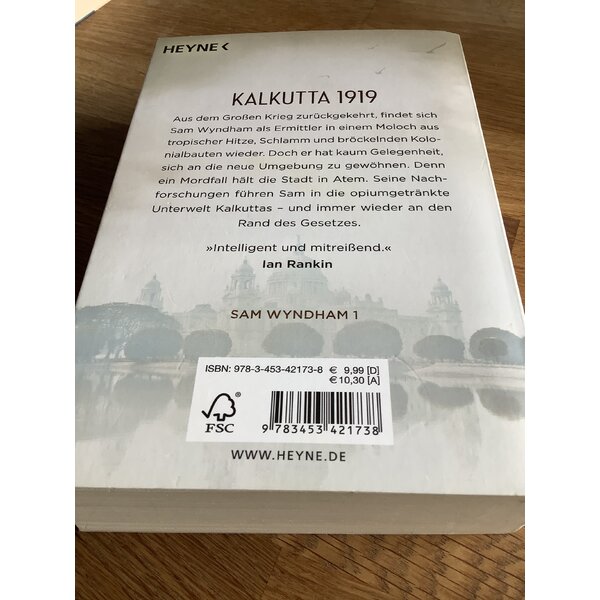 HEYNE<
KALKUTTA 1919
Aus dem Großen Krieg zurückgekehrt, findet sich
Sam Wyndham als Ermittler in einem Moloch aus
tropischer Hitze, Schlamm und bröckelnden Kolo-
nialbauten wieder. Doch er hat kaum Gelegenheit,
sich an die neue Umgebung zu gewöhnen. Denn
ein Mordfall hält die Stadt in Atem. Seine Nach-
forschungen führen Sam in die opiumgetränkte
Unterwelt Kalkuttas – und immer wieder an den
Rand des Gesetzes.
»Intelligent und mitreißend.«
Ian Rankin
SAM WYNDHAM 1
ISBN: 978-3-453-42173-8 € 9,99 [D]
€ 10,30 [A]
FSC®
9 783453 421738
WWW.HEYNE.DE